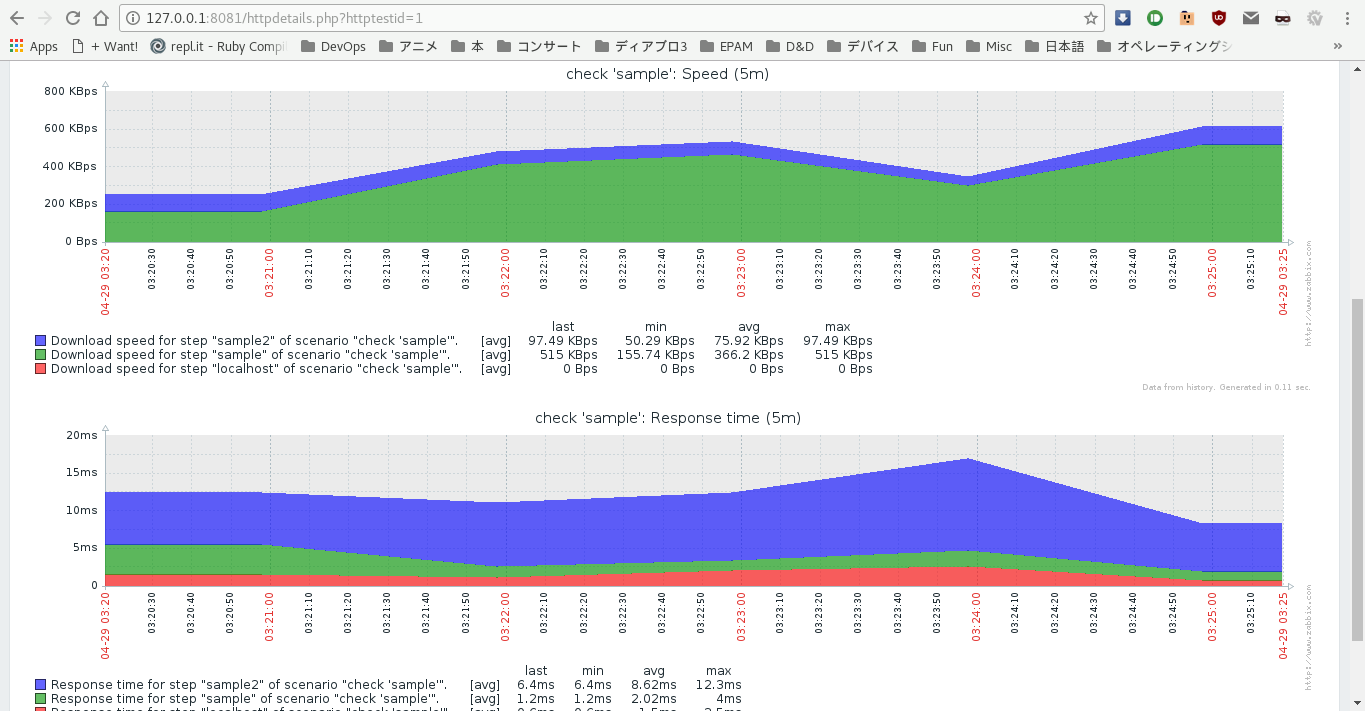 127.0.0.1:8081/httpdetails.php?httptestid=1
Apps + Want! repl.it - Ruby Compi DevOps アニメ 本 コンサート ディアブロ3 EPAM D&D デバイス Fun Misc 日本語 オペレーティングシ »
check 'sample': Speed (5m)
800 KBps
600 KBps
400 KBps
200 KBps
0 Bps
04-29 03:20 03:20:30 03:20:40 03:20:50 03:21:00 03:21:10 03:21:20 03:21:30 03:21:40 03:21:50 03:22:00 03:22:10 03:22:20 03:22:30 03:22:40 03:22:50 03:23:00 03:23:10 03:23:20 03:23:30 03:23:40 03:23:50 03:24:00 03:24:10 03:24:20 03:24:30 03:24:40 03:24:50 03:25:00 03:25:10 04-29 03:25
http://www.zabbix.com
last min avg max
Download speed for step "sample2" of scenario "check 'sample'". [avg] 97.49 KBps 50.29 KBps 75.92 KBps 97.49 KBps
Download speed for step "sample" of scenario "check 'sample'". [avg] 515 KBps 155.74 KBps 366.2 KBps 515 KBps
Download speed for step "localhost" of scenario "check 'sample'". [avg] 0 Bps 0 Bps 0 Bps 0 Bps
Data from history. Generated in 0.11 sec.
check 'sample': Response time (5m)
20ms
15ms
10ms
5ms
0
04-29 03:20 03:20:30 03:20:40 03:20:50 03:21:00 03:21:10 03:21:20 03:21:30 03:21:40 03:21:50 03:22:00 03:22:10 03:22:20 03:22:30 03:22:40 03:22:50 03:23:00 03:23:10 03:23:20 03:23:30 03:23:40 03:23:50 03:24:00 03:24:10 03:24:20 03:24:30 03:24:40 03:24:50 03:25:00 03:25:10 04-29 03:25
http://www.zabbix.com
last min avg max
Response time for step "sample2" of scenario "check 'sample'". [avg] 6.4ms 6.4ms 8.62ms 12.3ms
Response time for step "sample" of scenario "check 'sample'". [avg] 1.2ms 1.2ms 2.02ms 4ms
Response time for step "localhost" of scenario "check 'sample'". [avg] 0.6ms 0.6ms 1.5ms 2.5ms